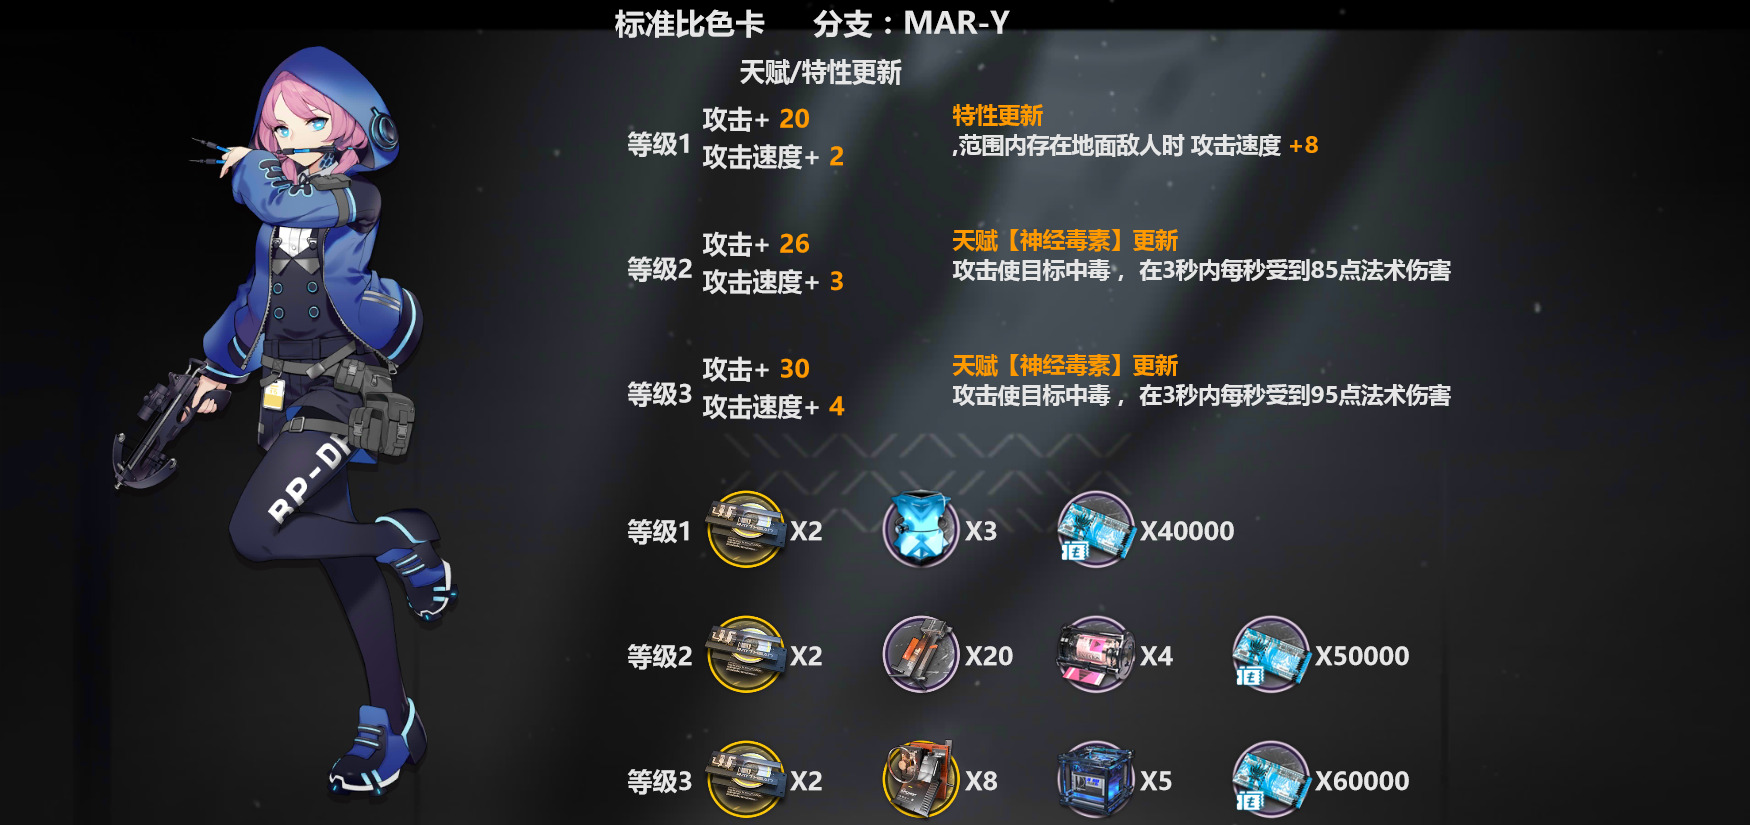 标准比色卡 分支：MAR-Y
天赋/特性更新
等级1
攻击+ 20
攻击速度+ 2
特性更新
,范围内存在地面敌人时 攻击速度 +8
等级2
攻击+ 26
攻击速度+ 3
天赋【神经毒素】更新
攻击使目标中毒， 在3秒内每秒受到85点法术伤害
等级3
攻击+ 30
攻击速度+ 4
天赋【神经毒素】更新
攻击使目标中毒， 在3秒内每秒受到95点法术伤害
RP-DI
等级1 X2 X3 X40000
等级2 X2 X20 X4 X50000
等级3 X2 X8 X5 X60000